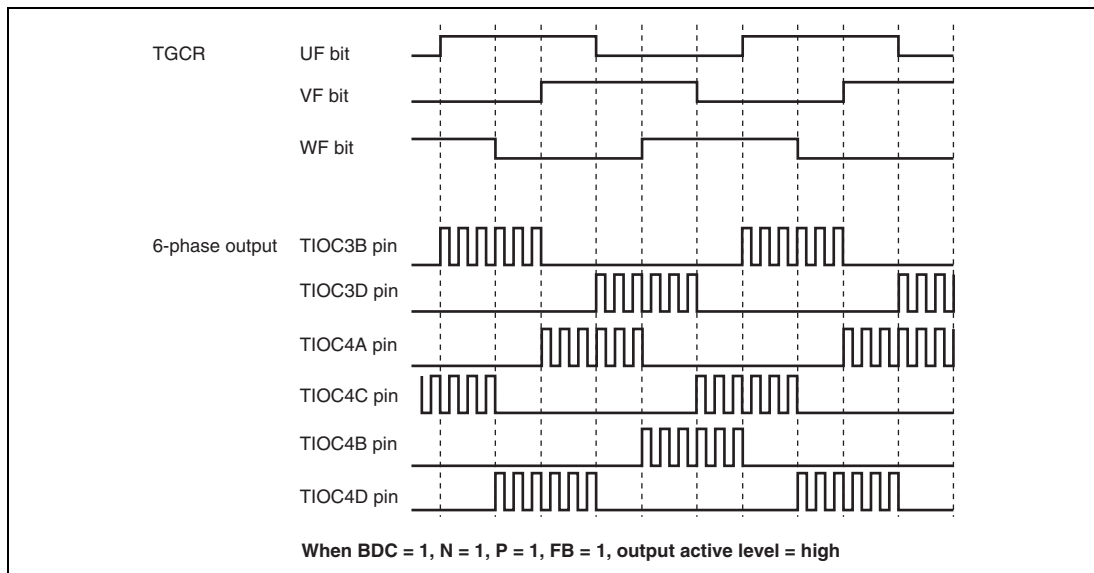 TGCR UF bit
VF bit
WF bit
6-phase output TIOC3B pin
TIOC3D pin
TIOC4A pin
TIOC4C pin
TIOC4B pin
TIOC4D pin
When BDC = 1, N = 1, P = 1, FB = 1, output active level = high